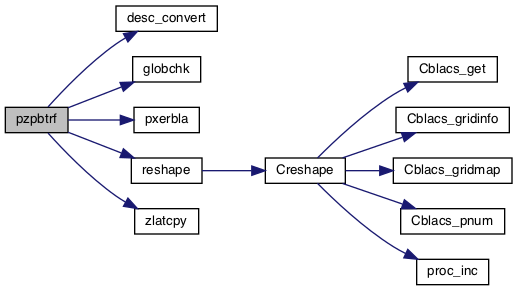 desc_convert
globchk
pzpbtrf
pxerbla
reshape
zlatcpy
Creshape
Cblacs_get
Cblacs_gridinfo
Cblacs_gridmap
Cblacs_pnum
proc_inc